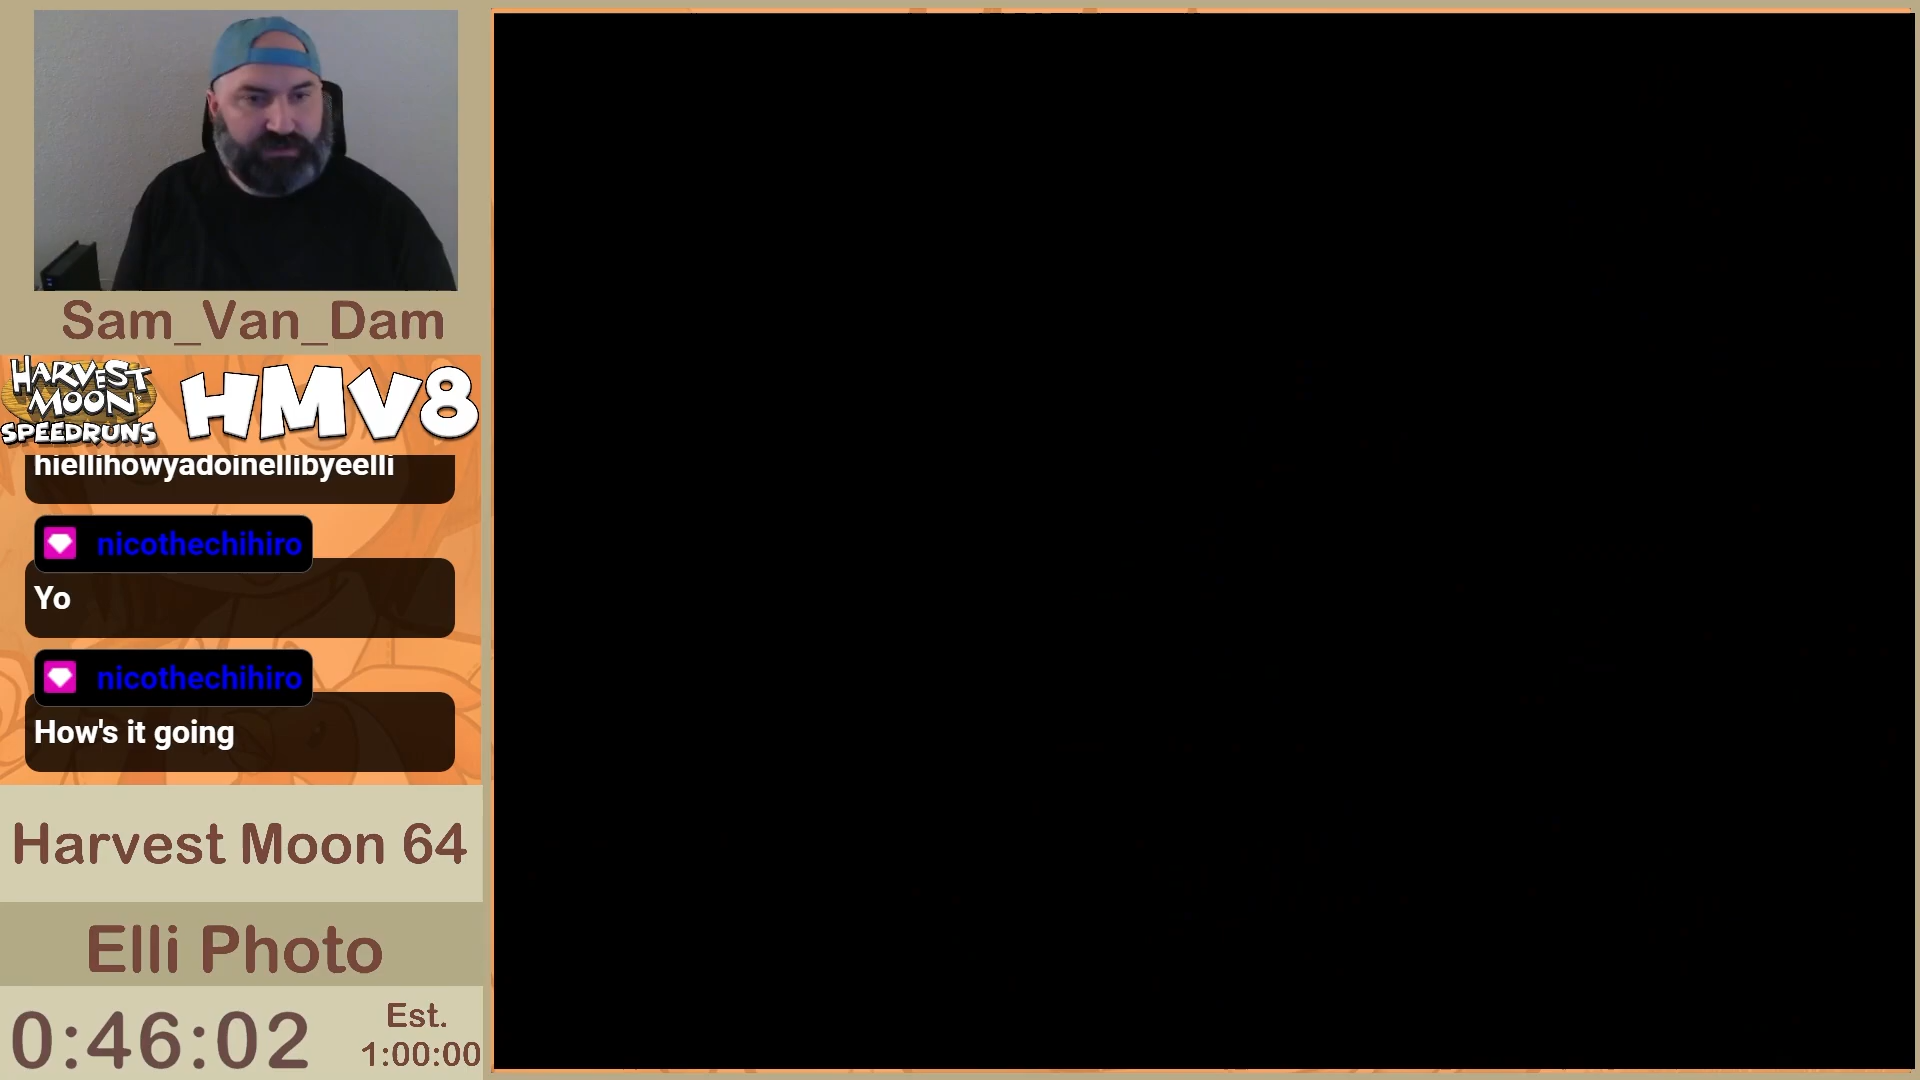 Sam_Van_Dam
HARVEST
MOON
SPEEDRUNS
HMV8
hiellihowyadoinellibyeelli
nicothechihiro
Yo
nicothechihiro
How's it going
Harvest Moon 64
Elli Photo
0:46:02
Est.
1:00:00